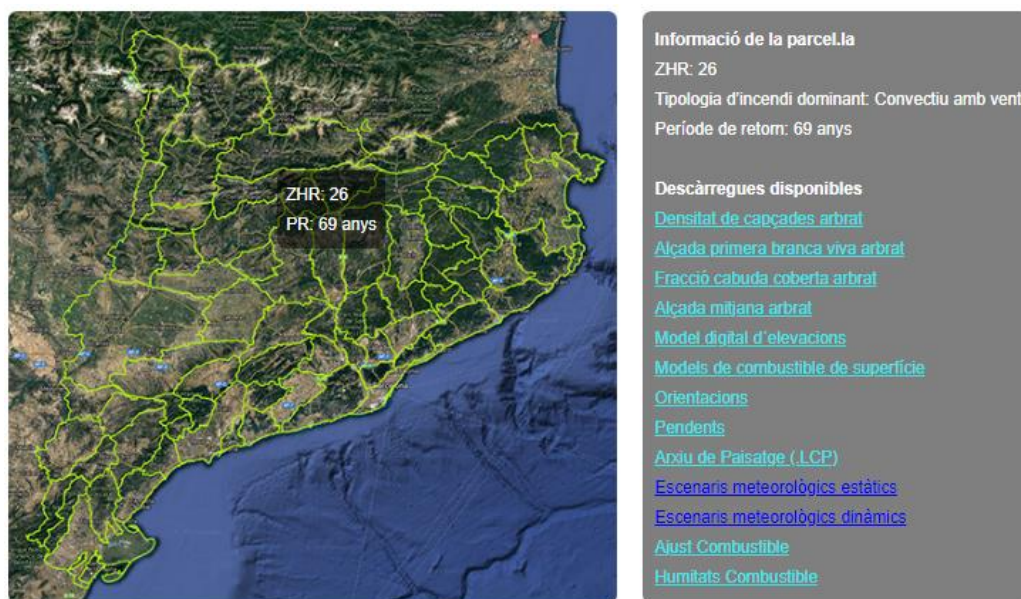 ZHR: 26
PR: 69 anys
Informació de la parcel.la
ZHR: 26
Tipologia d'incendi dominant: Convectiu amb vent
Període de retorn: 69 anys
Descàrregues disponibles
Densitat de capçades arbrat
Alçada primera branca viva arbrat
Fracció cabuda coberta arbrat
Alçada mitjana arbrat
Model digital d´elevacions
Models de combustible de superfície
Orientacions
Pendents
Arxiu de Paisatge (.LCP)
Escenaris meteorològics estàtics
Escenaris meteorològics dinàmics
Ajust Combustible
Humitats Combustible